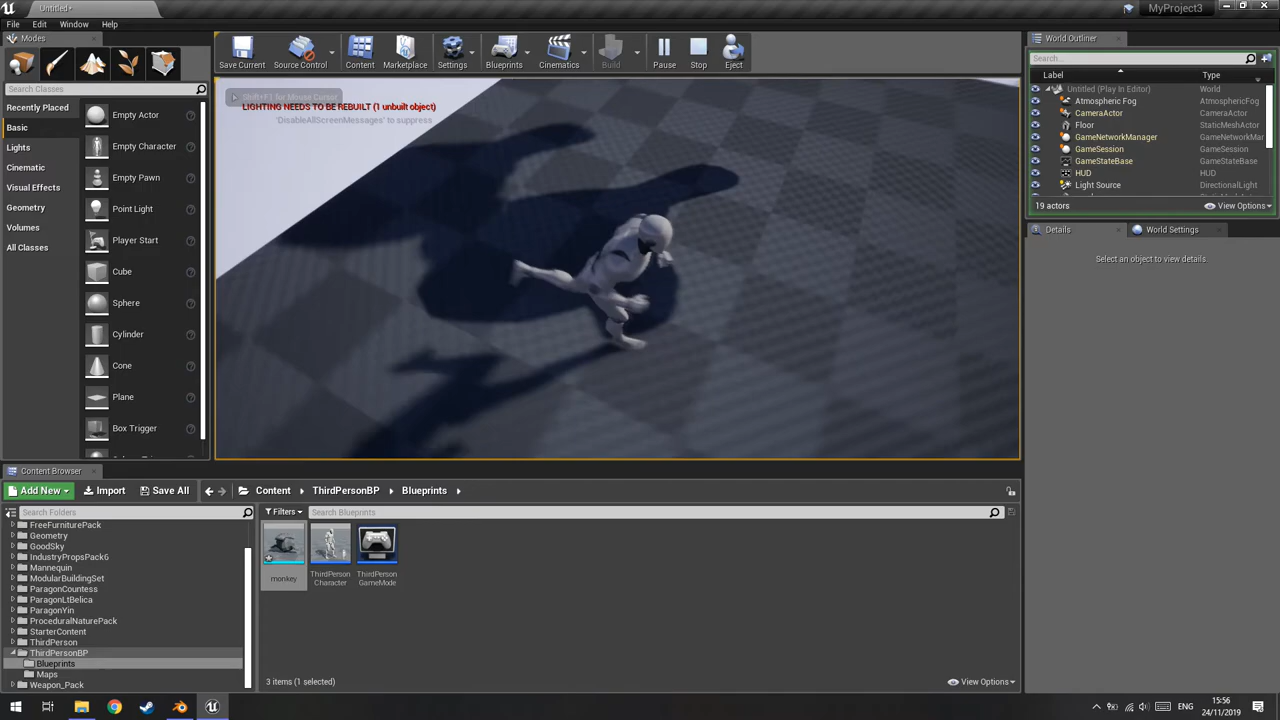 Untitled*
MyProject3
File Edit Window Help
Modes
Search Classes
Recently Placed
Basic
Lights
Cinematic
Visual Effects
Geometry
Volumes
All Classes
Empty Actor
Empty Character
Empty Pawn
Point Light
Player Start
Cube
Sphere
Cylinder
Cone
Plane
Box Trigger
Save Current Source Control Content Marketplace Settings Blueprints Cinematics Build Pause Stop Eject
Shift+F1 for Mouse Cursor
LIGHTING NEEDS TO BE REBUILT (1 unbuilt object)
'DisableAllScreenMessages' to suppress
World Outliner
Search...
Label Type
Untitled (Play In Editor) World
Atmospheric Fog AtmosphericFog
CameraActor CameraActor
Floor StaticMeshActor
GameNetworkManager GameNetworkMar
GameSession GameSession
GameStateBase GameStateBase
HUD HUD
Light Source DirectionalLight
19 actors View Options
Details World Settings
Select an object to view details.
Content Browser
Add New Import Save All Content ThirdPersonBP Blueprints
Search Folders
Filters Search Blueprints
FreeFurniturePack
Geometry
GoodSky
IndustryPropsPack6
Mannequin
ModularBuildingSet
ParagonCountess
ParagonLtBelica
ParagonYin
ProceduralNaturePack
StarterContent
ThirdPerson
ThirdPersonBP
Blueprints
Maps
Weapon_Pack
monkey
ThirdPerson
Character
ThirdPerson
GameMode
3 items (1 selected) View Options
ENG
15:56
24/11/2019